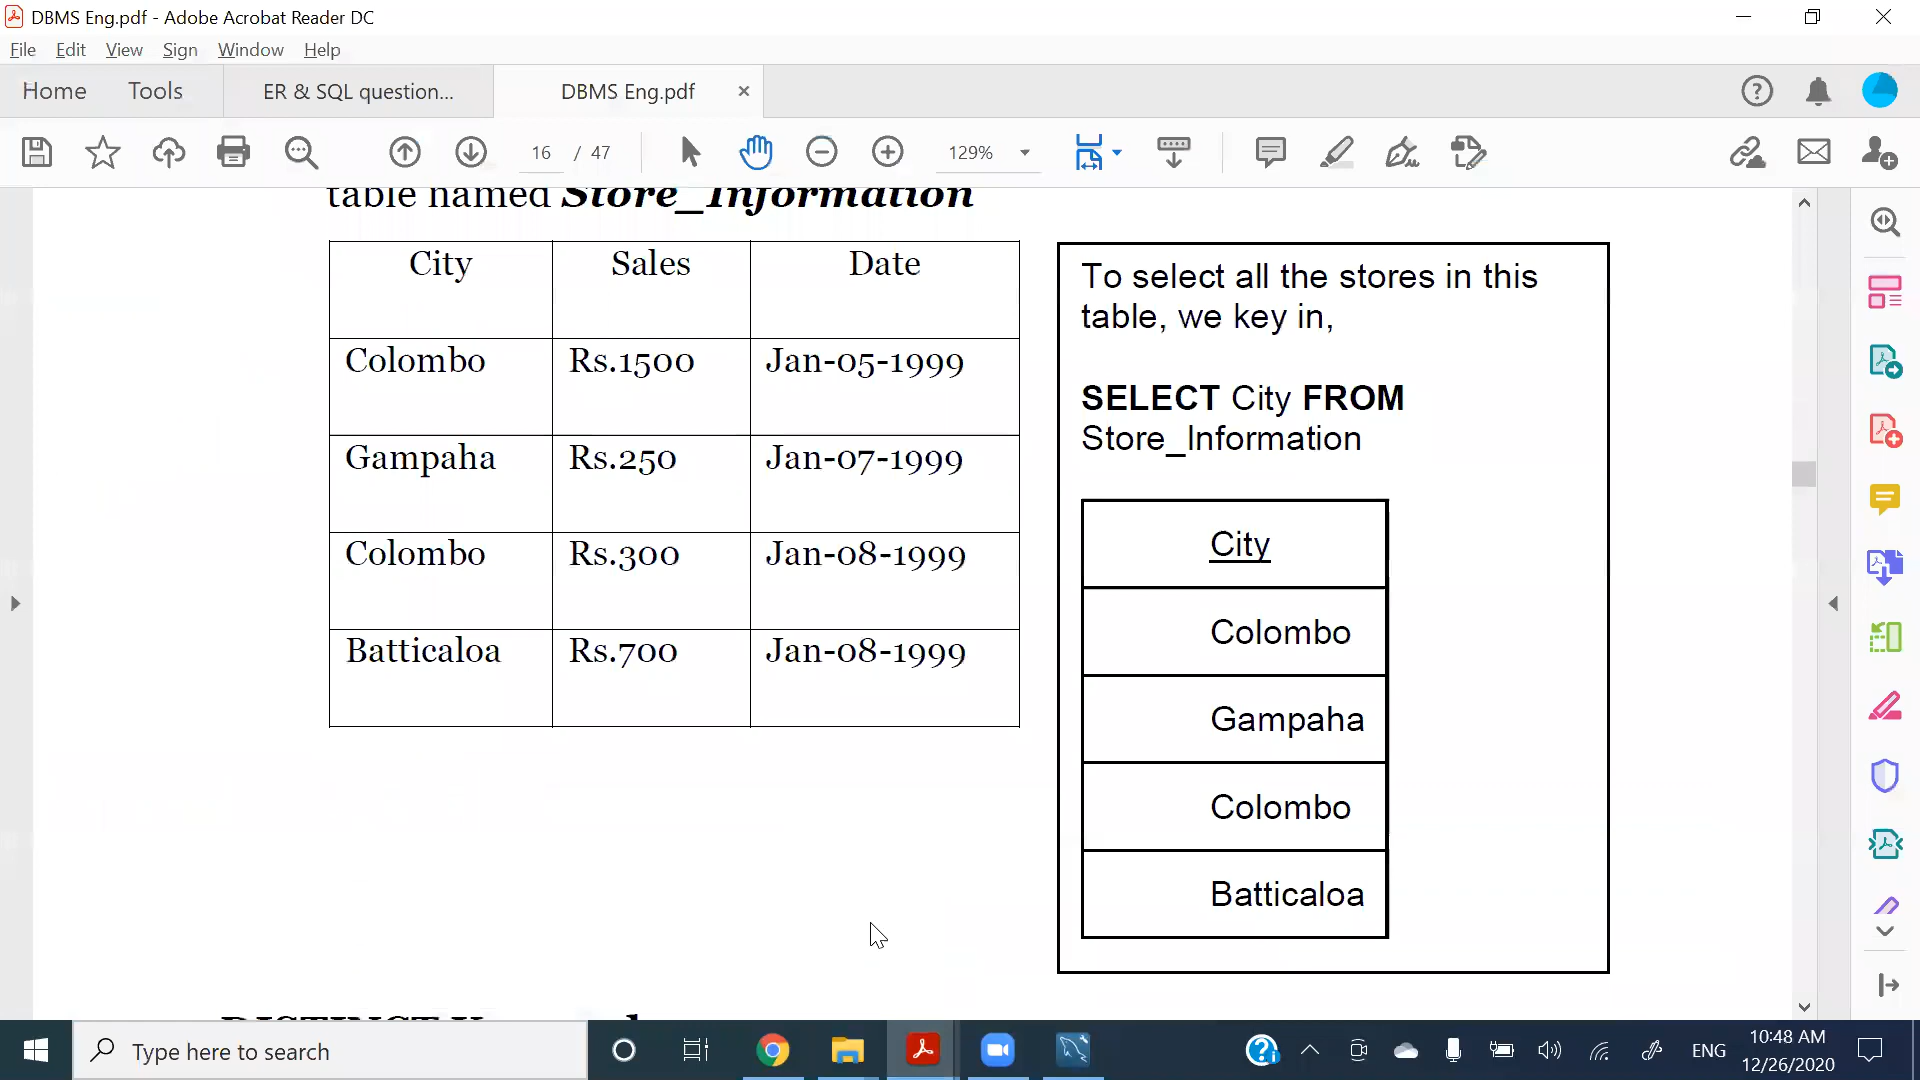 DBMS Eng.pdf - Adobe Acrobat Reader DC
File Edit View Sign Window Help
Home Tools ER & SQL question... DBMS Eng.pdf ×
16 / 47 129%
table named Store_Information
City Sales Date
Colombo Rs.1500 Jan-05-1999
Gampaha Rs.250 Jan-07-1999
Colombo Rs.300 Jan-08-1999
Batticaloa Rs.700 Jan-08-1999
To select all the stores in this
table, we key in,
SELECT City FROM
Store_Information
City
Colombo
Gampaha
Colombo
Batticaloa
DISTINCT
Type here to search
ENG
10:48 AM
12/26/2020